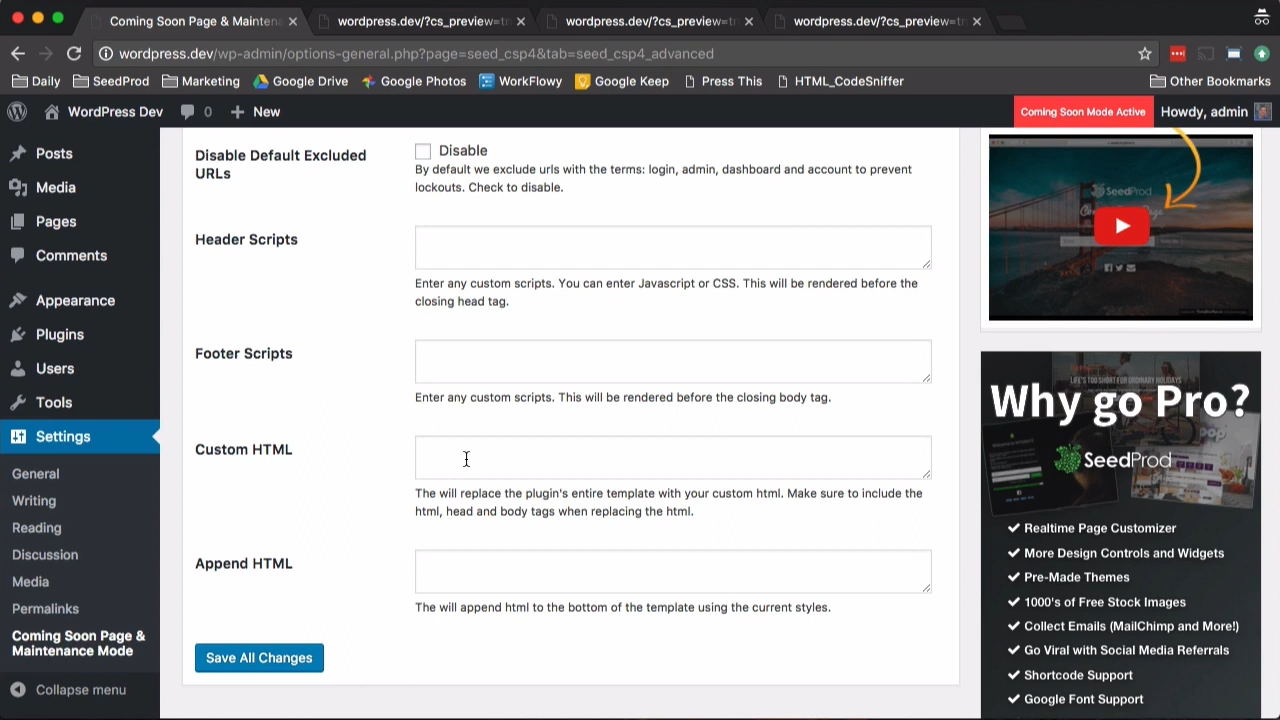 Coming Soon Page & Mainten
wordpress.dev/?cs_preview=tr
wordpress.dev/?cs_preview=tr
wordpress.dev/?cs_preview=tr
wordpress.dev/wp-admin/options-general.php?page=seed_csp4&tab=seed_csp4_advanced
Daily
SeedProd
Marketing
Google Drive
Google Photos
WorkFlowy
Google Keep
Press This
HTML_CodeSniffer
Other Bookmarks
WordPress Dev
0
New
Coming Soon Mode Active
Howdy, admin
Posts
Media
Pages
Comments
Appearance
Plugins
Users
Tools
Settings
General
Writing
Reading
Discussion
Media
Permalinks
Coming Soon Page &
Maintenance Mode
Collapse menu
Disable Default Excluded
URLs
Disable
By default we exclude urls with the terms: login, admin, dashboard and account to prevent
lockouts. Check to disable.
Header Scripts
Enter any custom scripts. You can enter Javascript or CSS. This will be rendered before the
closing head tag.
Footer Scripts
Enter any custom scripts. This will be rendered before the closing body tag.
Custom HTML
The will replace the plugin's entire template with your custom html. Make sure to include the
html, head and body tags when replacing the html.
Append HTML
The will append html to the bottom of the template using the current styles.
Save All Changes
SeedProd
LIFE'S TOO SHORT FOR ORDINARY HOLIDAYS
Why go Pro?
SeedProd
Realtime Page Customizer
More Design Controls and Widgets
Pre-Made Themes
1000's of Free Stock Images
Collect Emails (MailChimp and More!)
Go Viral with Social Media Referrals
Shortcode Support
Google Font Support